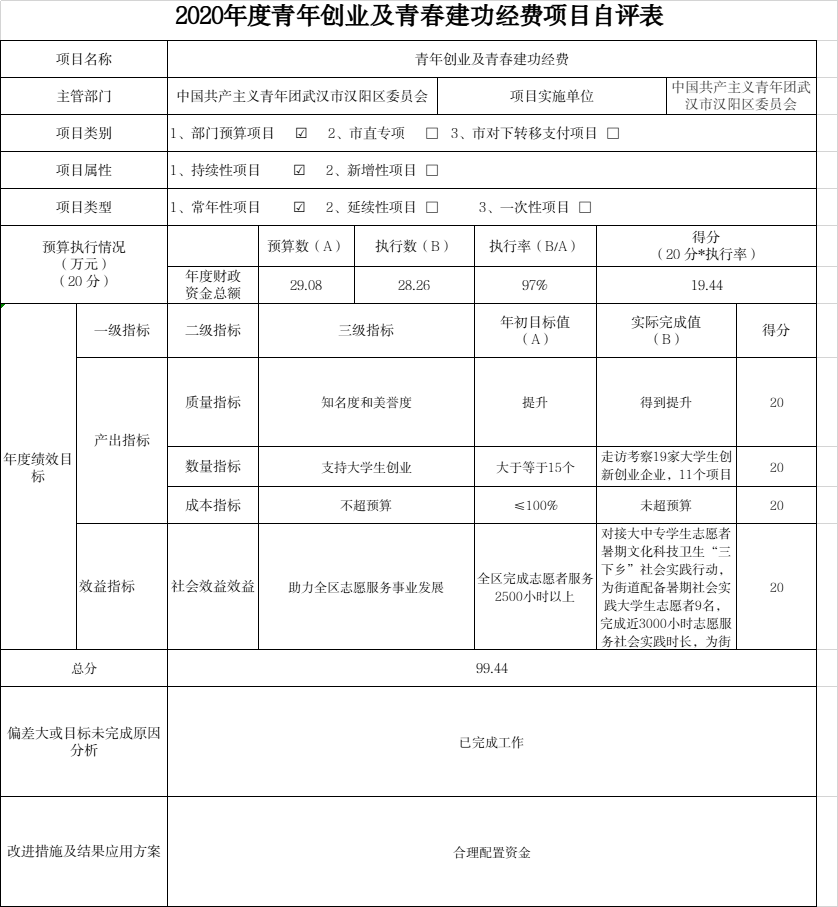 2020年度青年创业及青春建功经费项目自评表
项目名称
青年创业及青春建功经费
主管部门
中国共产主义青年团武汉市汉阳区委员会
项目实施单位
中国共产主义青年团武
汉市汉阳区委员会
项目类别
1、部门预算项目 ☑ 2、市直专项 □ 3、市对下转移支付项目 □
项目属性
1、持续性项目 ☑ 2、新增性项目 □
项目类型
1、常年性项目 ☑ 2、延续性项目 □ 3、一次性项目 □
预算执行情况
（万元）
（20 分）
预算数（A）
执行数（B）
执行率（B/A）
得分
（20 分*执行率）
年度财政
资金总额
29.08
28.26
97%
19.44
年度绩效目
标
一级指标
二级指标
三级指标
年初目标值
（A）
实际完成值
（B）
得分
产出指标
质量指标
知名度和美誉度
提升
得到提升
20
数量指标
支持大学生创业
大于等于15个
走访考察19家大学生创
新创业企业，11个项目
20
成本指标
不超预算
≤100%
未超预算
20
效益指标
社会效益效益
助力全区志愿服务事业发展
全区完成志愿者服务
2500小时以上
对接大中专学生志愿者
暑期文化科技卫生“三
下乡”社会实践行动，
为街道配备暑期社会实
践大学生志愿者9名，
完成近3000小时志愿服
务社会实践时长，为街
20
总分
99.44
偏差大或目标未完成原因
分析
已完成工作
改进措施及结果应用方案
合理配置资金